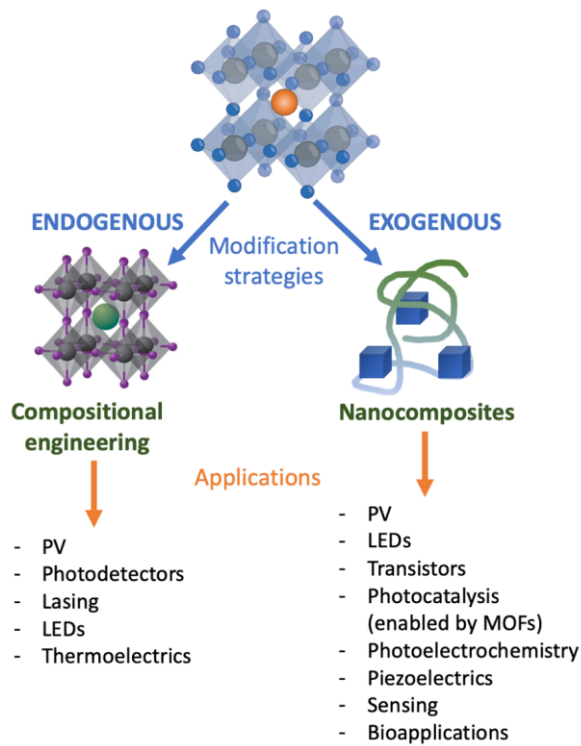 ENDOGENOUS
EXOGENOUS
Modification
strategies
Compositional
engineering
Nanocomposites
Applications
- PV
- Photodetectors
- Lasing
- LEDs
- Thermoelectrics
- PV
- LEDs
- Transistors
- Photocatalysis
(enabled by MOFs)
- Photoelectrochemistry
- Piezoelectrics
- Sensing
- Bioapplications